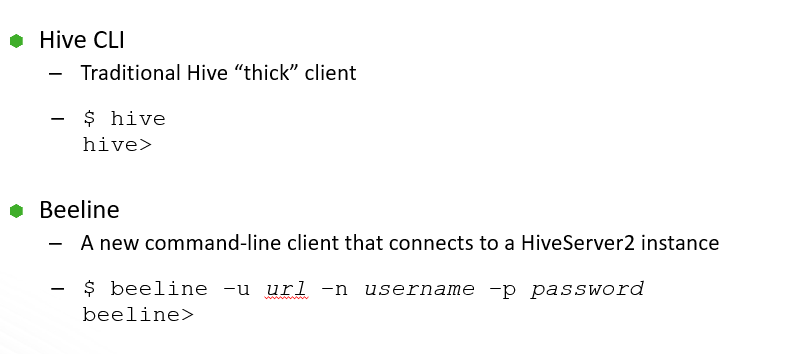 Hive CLI
– Traditional Hive “thick” client
– $ hive
hive>
Beeline
– A new command-line client that connects to a HiveServer2 instance
– $ beeline –u url –n username –p password
beeline>